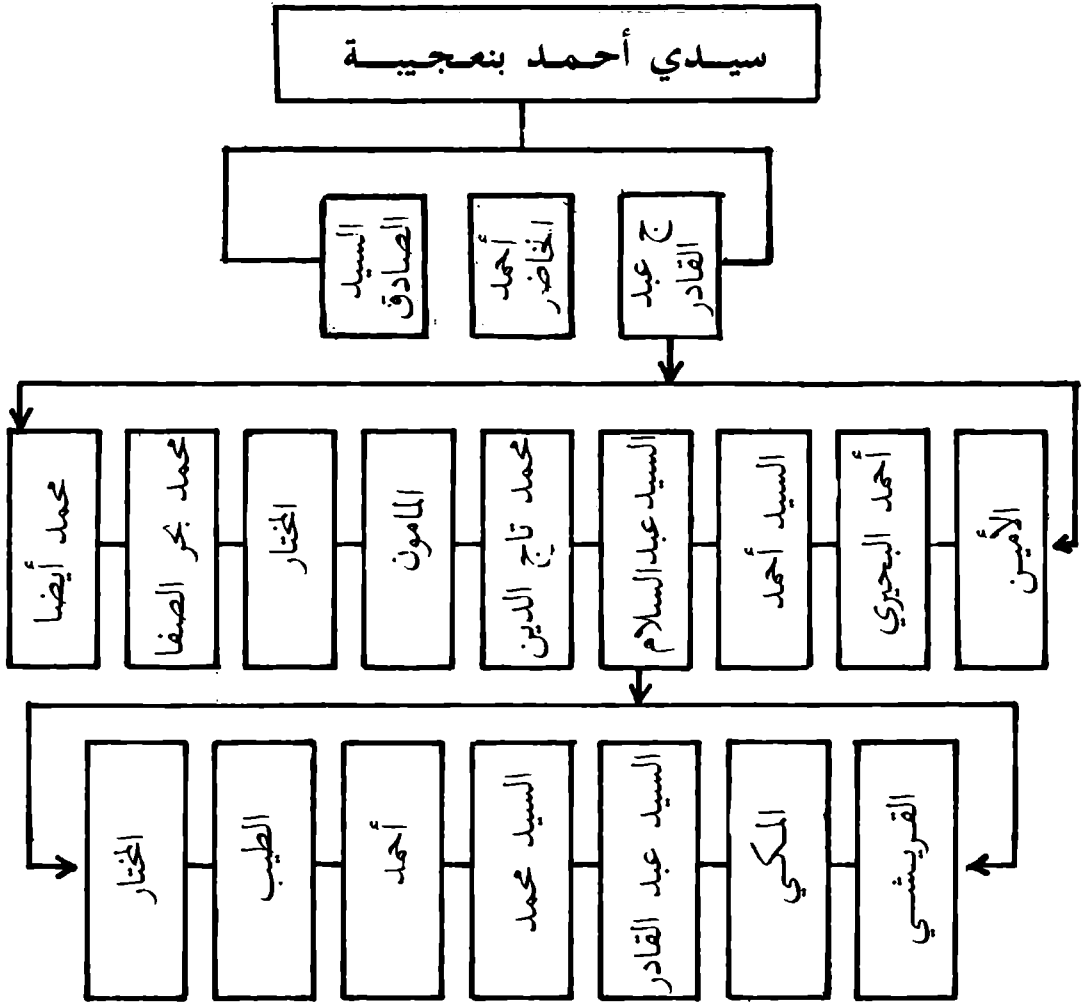 سيدي أحمد بنعجيبة
ج عبد
القادر
أحمد
الخاضر
السيد
الصادق
الأمين
أحمد البحيري
السيد أحمد
السيد عبد السلام
محمد تاج الدين
المامون
المختار
محمد بحر الصفا
محمد أيضا
القريشي
المكي
السيد عبد القادر
السيد محمد
أحمد
الطيب
المختار